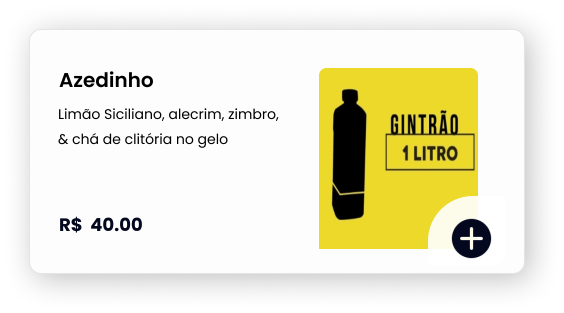 Azedinho
Limão Siciliano, alecrim, zimbro,
& chá de clitória no gelo
R$ 40.00
GINTRÃO
1 LITRO